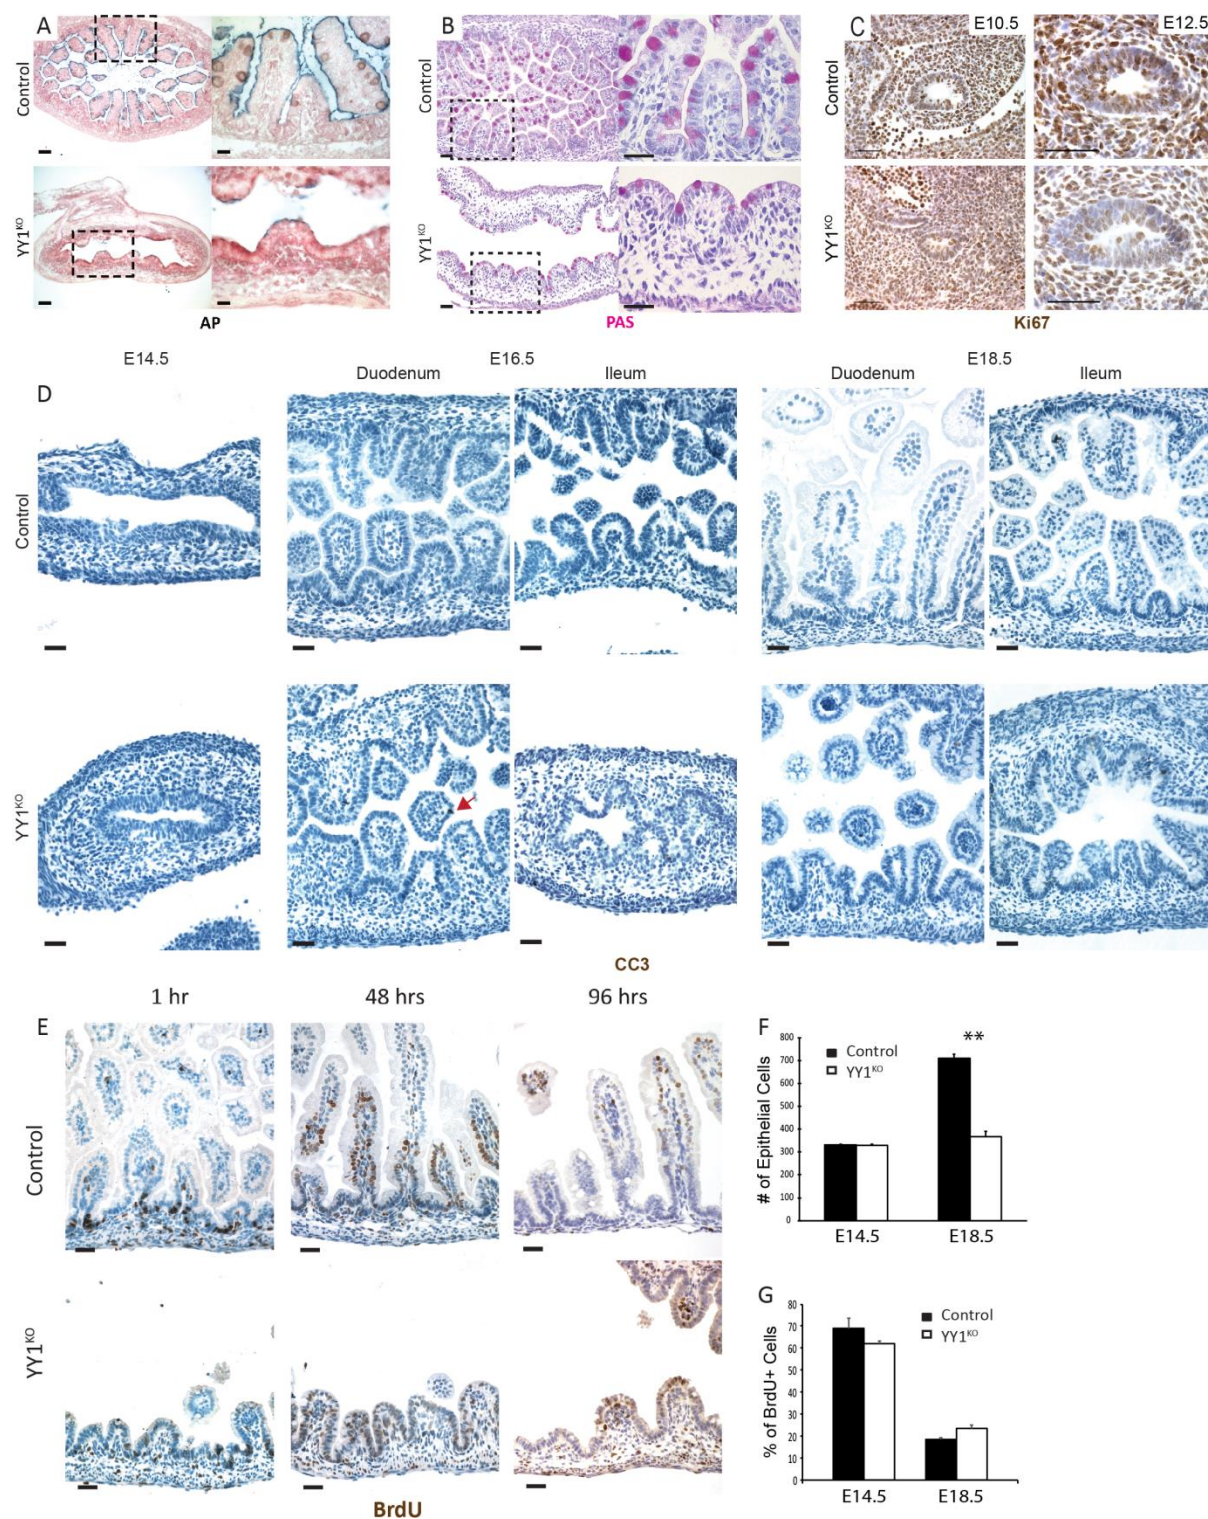 A
Control
YY1KO
AP
B
Control
YY1KO
PAS
C
E10.5
E12.5
Control
YY1KO
Ki67
D
E14.5
E16.5
E18.5
Duodenum
Ileum
Duodenum
Ileum
Control
YY1KO
CC3
E
1 hr
48 hrs
96 hrs
Control
YY1KO
BrdU
F
# of Epithelial Cells
800
700
600
500
400
300
200
100
0
Control
YY1KO
**
E14.5
E18.5
G
% of BrdU+ Cells
80
70
60
50
40
30
20
10
0
Control
YY1KO
E14.5
E18.5